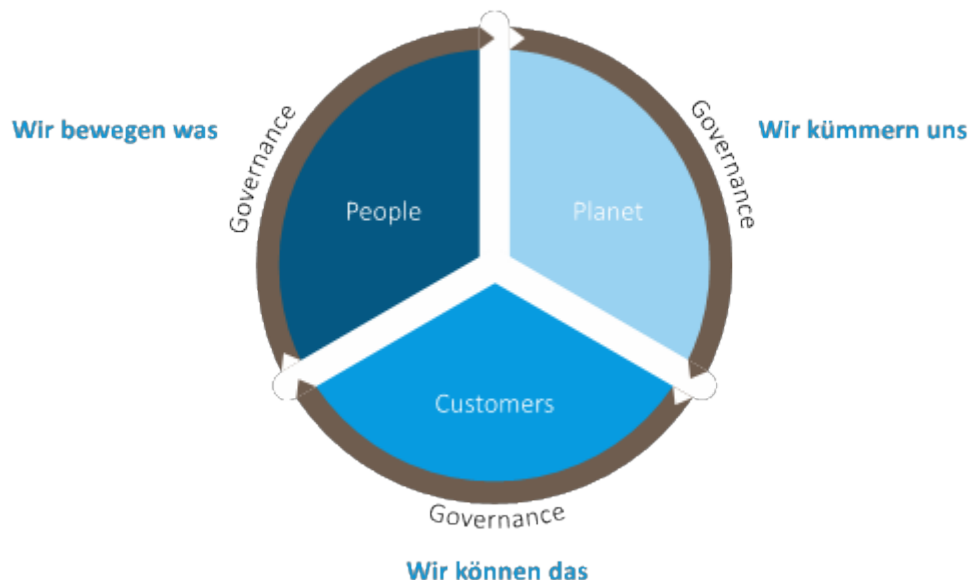 Governance
Governance
Wir bewegen was
Wir kümmern uns
People
Planet
Customers
Governance
Wir können das